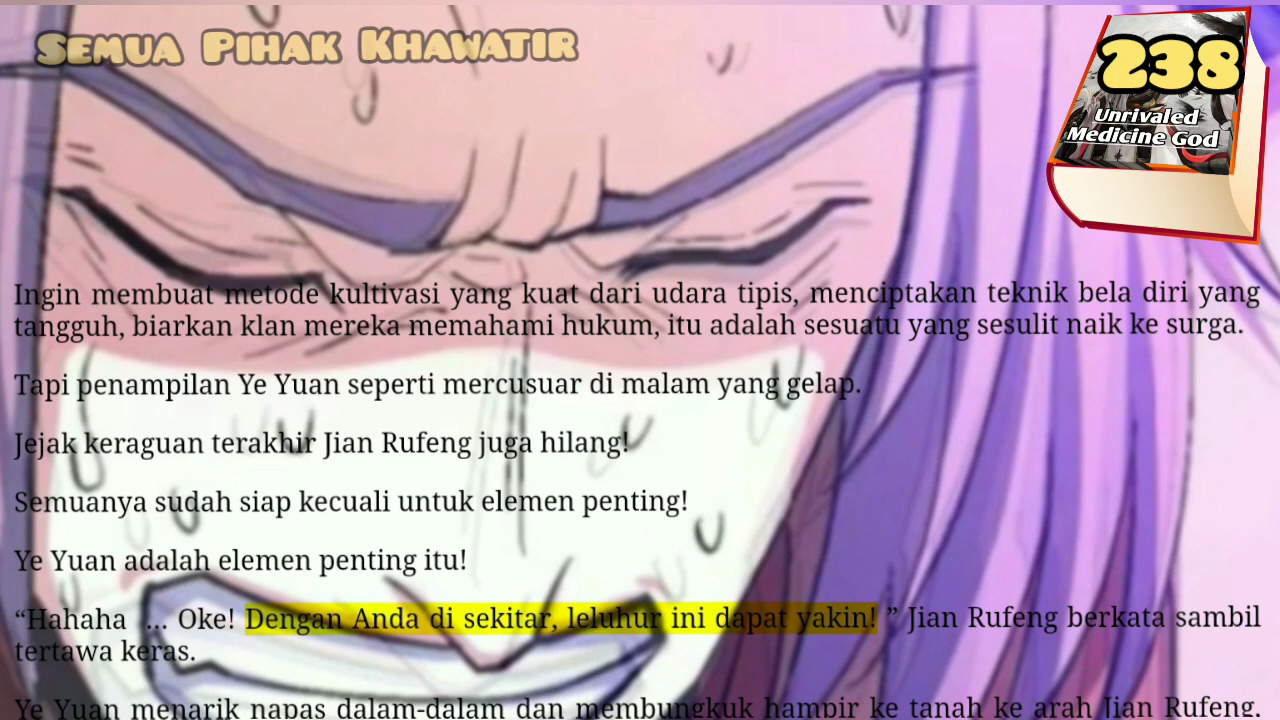 Semua Pihak Khawatir
238
Unrivaled
Medicine God
Ingin membuat metode kultivasi yang kuat dari udara tipis, menciptakan teknik bela diri yang
tangguh, biarkan klan mereka memahami hukum, itu adalah sesuatu yang sesulit naik ke surga.
Tapi penampilan Ye Yuan seperti mercusuar di malam yang gelap.
Jejak keraguan terakhir Jian Rufeng juga hilang!
Semuanya sudah siap kecuali untuk elemen penting!
Ye Yuan adalah elemen penting itu!
“Hahaha ... Oke! Dengan Anda di sekitar, leluhur ini dapat yakin! ” Jian Rufeng berkata sambil
tertawa keras.
Ye Yuan menarik napas dalam-dalam dan membungkuk hampir ke tanah ke arah Jian Rufeng.